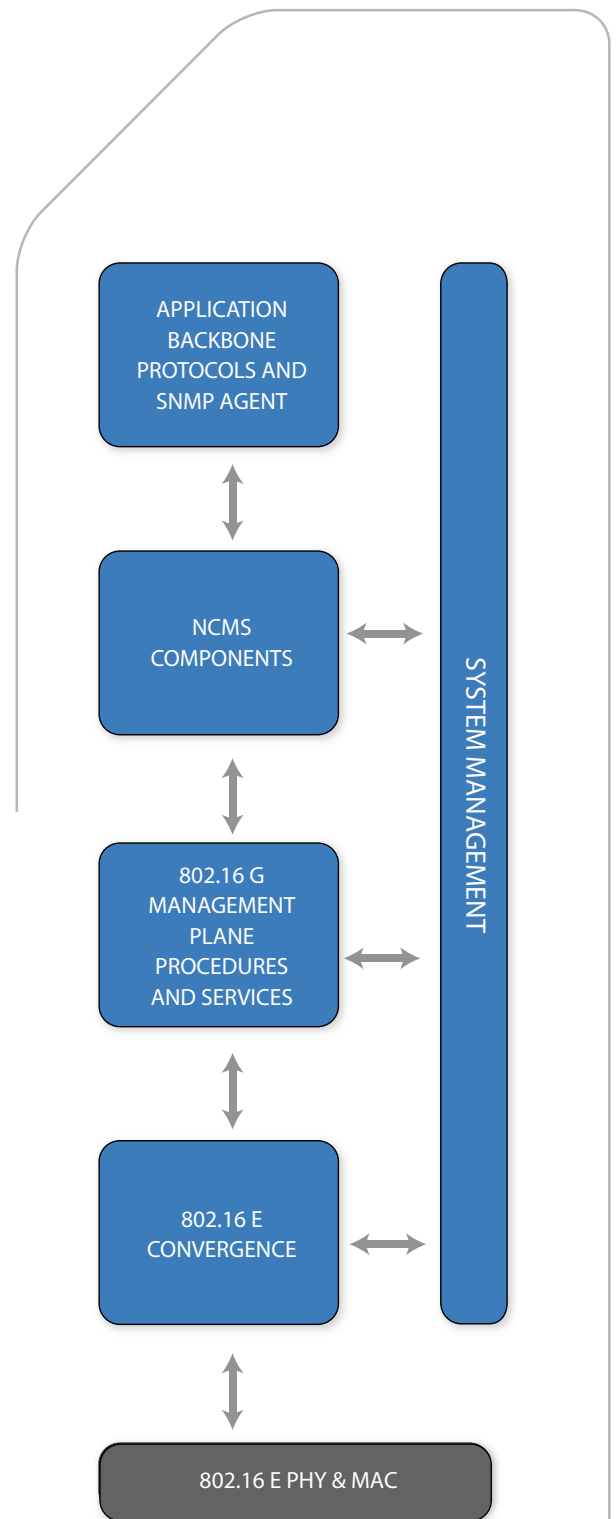 APPLICATION
BACKBONE
PROTOCOLS AND
SNMP AGENT
NCMS
COMPONENTS
SYSTEM MANAGEMENT
802.16 G
MANAGEMENT
PLANE
PROCEDURES
AND SERVICES
802.16 E
CONVERGENCE
802.16 E PHY & MAC